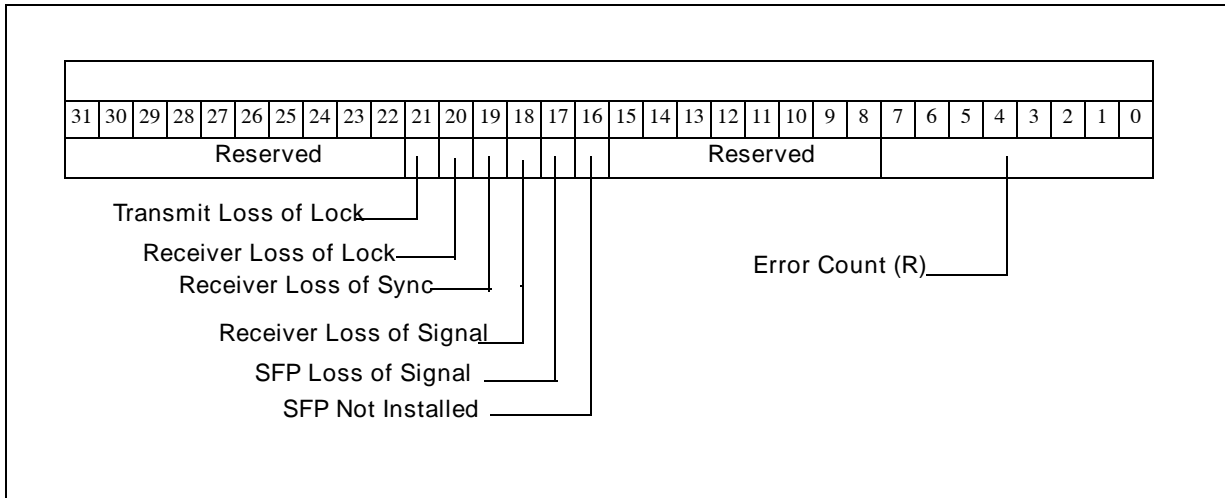 31 30 29 28 27 26 25 24 23 22 21 20 19 18 17 16 15 14 13 12 11 10 9 8 7 6 5 4 3 2 1 0
Reserved Reserved
Transmit Loss of Lock
Receiver Loss of Lock
Error Count (R)
Receiver Loss of Sync
Receiver Loss of Signal
SFP Loss of Signal
SFP Not Installed